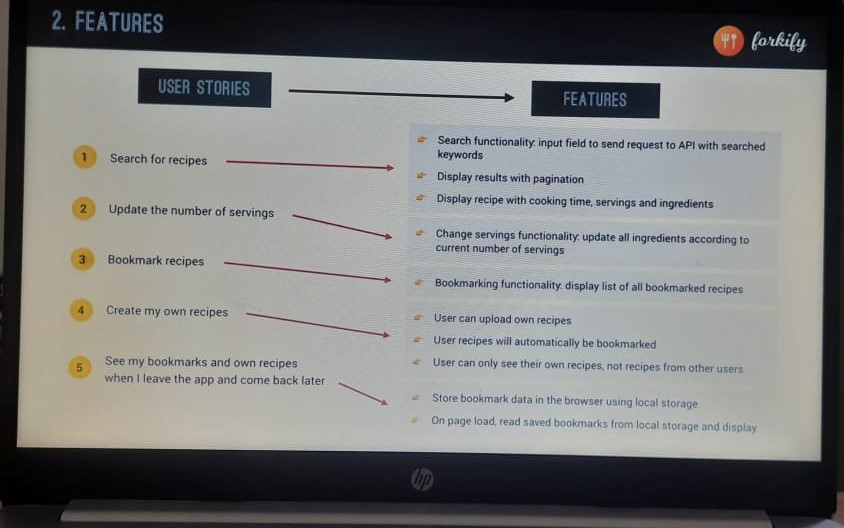 2. FEATURES
forkify
USER STORIES
FEATURES
1 Search for recipes
Search functionality: input field to send request to API with searched
keywords
Display results with pagination
Display recipe with cooking time, servings and ingredients
2 Update the number of servings
Change servings functionality: update all ingredients according to
current number of servings
3 Bookmark recipes
Bookmarking functionality: display list of all bookmarked recipes
4 Create my own recipes
User can upload own recipes
User recipes will automatically be bookmarked
User can only see their own recipes, not recipes from other users
5 See my bookmarks and own recipes
when I leave the app and come back later
Store bookmark data in the browser using local storage
On page load, read saved bookmarks from local storage and display
hp